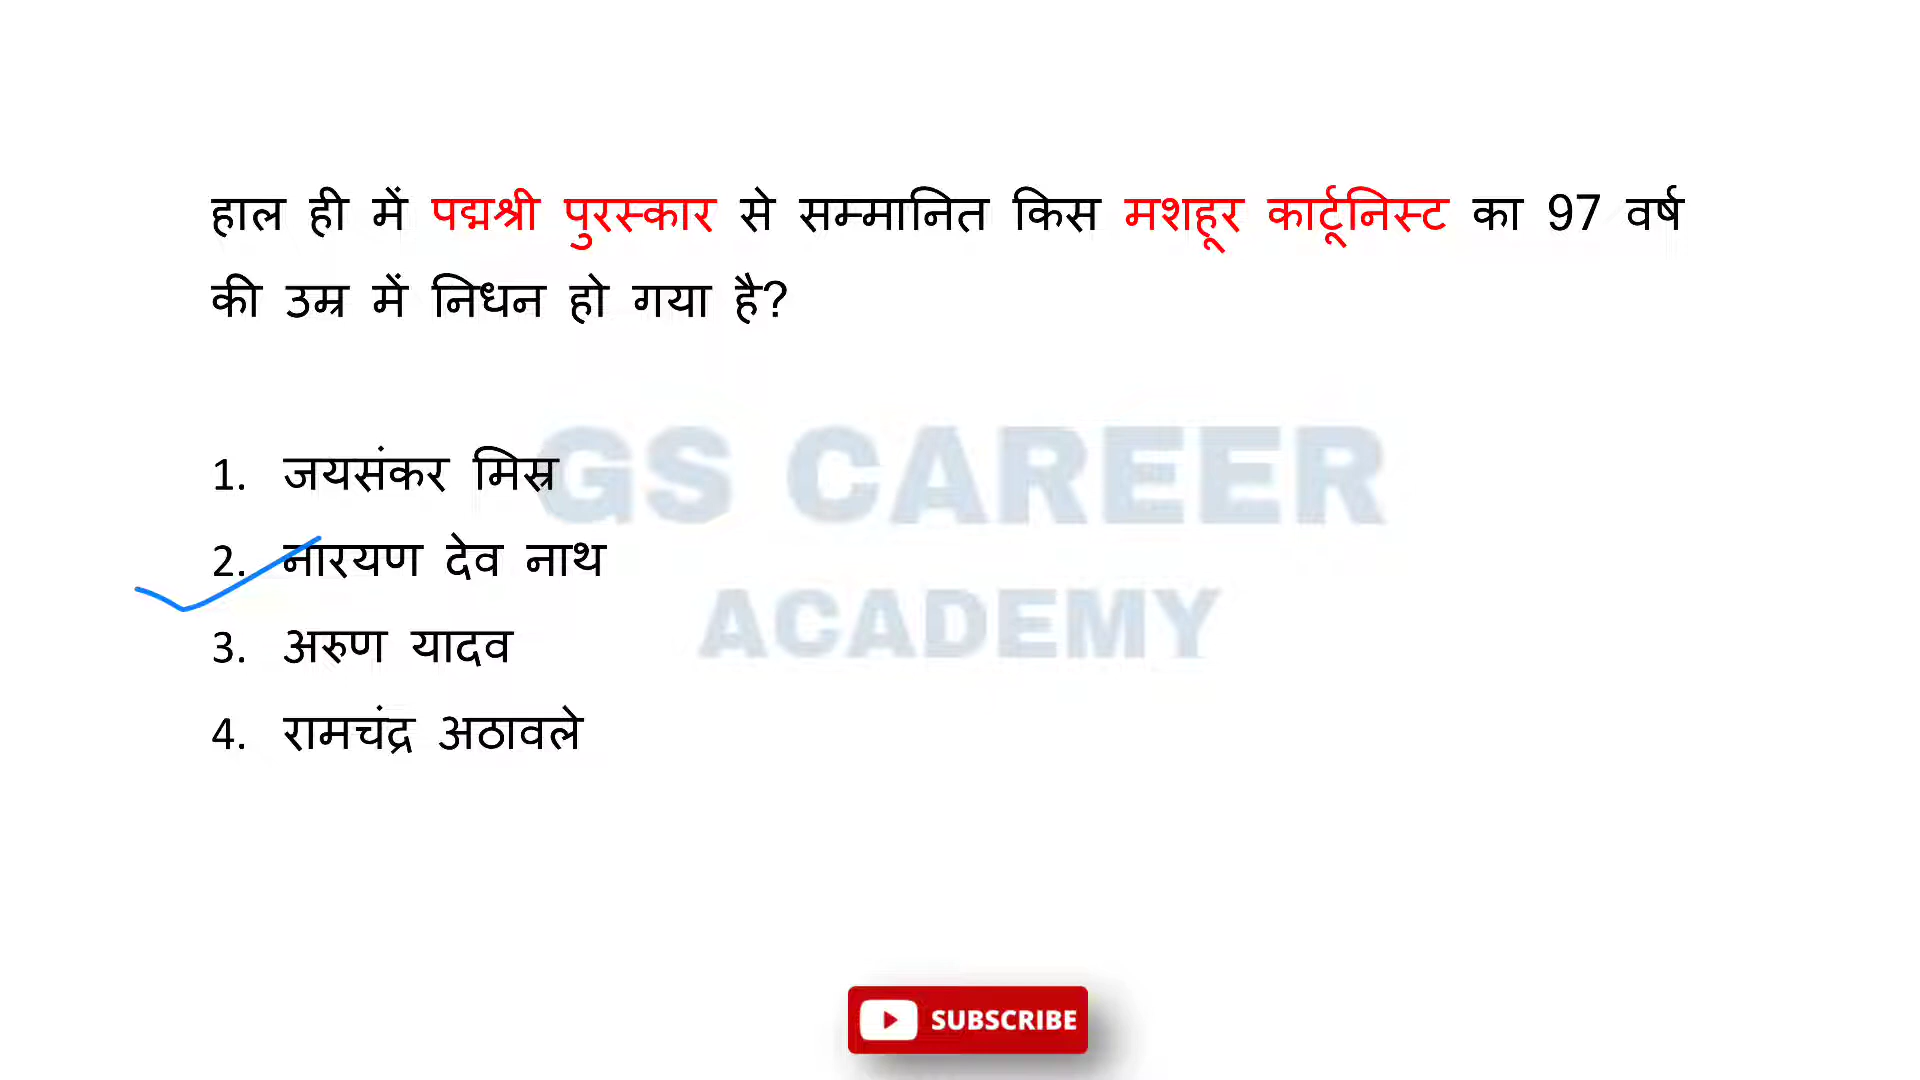 हाल ही में पद्मश्री पुरस्कार से सम्मानित किस मशहूर कार्टूनिस्ट का 97 वर्ष
की उम्र में निधन हो गया है?
GS CAREER
ACADEMY
1. जयसंकर मिस्र
2. नारयण देव नाथ
3. अरुण यादव
4. रामचंद्र अठावले
SUBSCRIBE